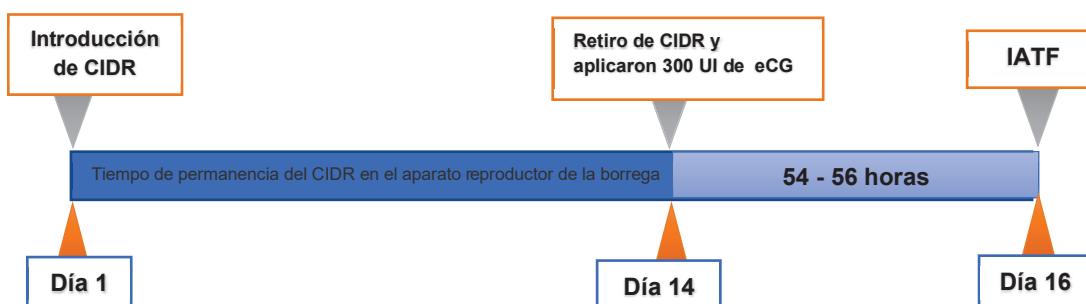 Introducción
de CIDR
Retiro de CIDR y
aplicaron 300 UI de eCG
IATF
Tiempo de permanencia del CIDR en el aparato reproductor de la borrega
54 - 56 horas
Día 1
Día 14
Día 16